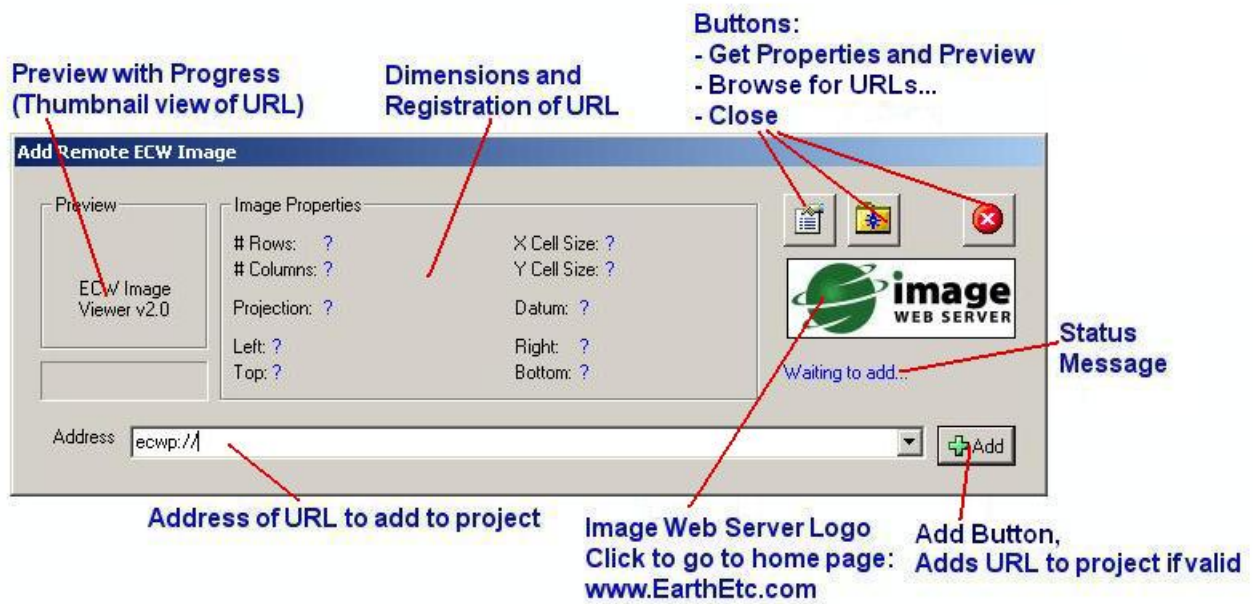 Buttons:
- Get Properties and Preview
- Browse for URLs...
- Close
Preview with Progress
(Thumbnail view of URL)
Dimensions and
Registration of URL
Add Remote ECW Image
Preview
ECW Image
Viewer v2.0
Image Properties
# Rows: ?
# Columns: ?
Projection: ?
Left: ?
Top: ?
X Cell Size: ?
Y Cell Size: ?
Datum: ?
Right: ?
Bottom: ?
image
WEB SERVER
Waiting to add...
Status
Message
Address
ecwp://
Add
Address of URL to add to project
Image Web Server Logo
Click to go to home page:
www.EarthEtc.com
Add Button,
Adds URL to project if valid